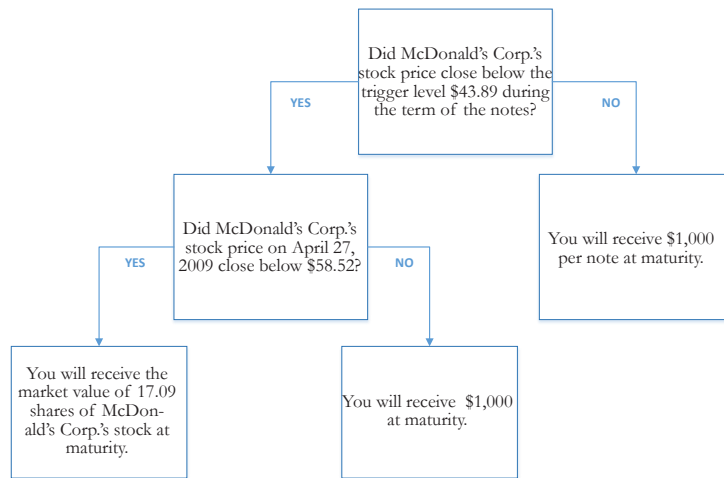 Did McDonald's Corp.'s
stock price close below the
trigger level $43.89 during
the term of the notes?
YES
NO
Did McDonald's Corp.'s
stock price on April 27,
2009 close below $58.52?
You will receive $1,000
per note at maturity.
YES
NO
You will receive the
market value of 17.09
shares of McDon-
ald's Corp.'s stock at
maturity.
You will receive $1,000
at maturity.